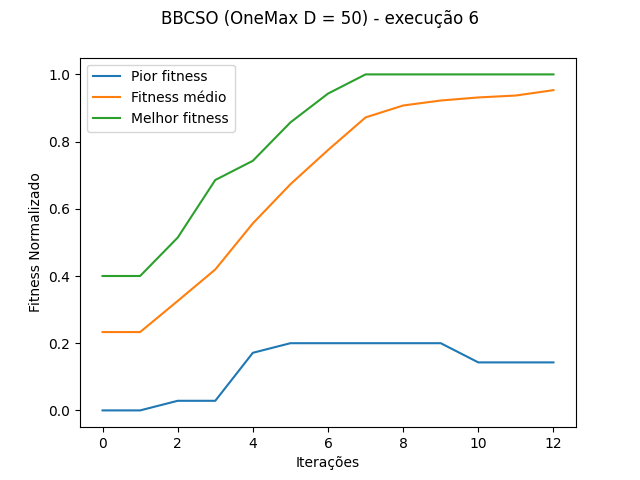 BBCSO (OneMax D = 50) - execução 6
Pior fitness
Fitness médio
Melhor fitness
Fitness Normalizado
1.0
0.8
0.6
0.4
0.2
0.0
0 2 4 6 8 10 12
Iterações